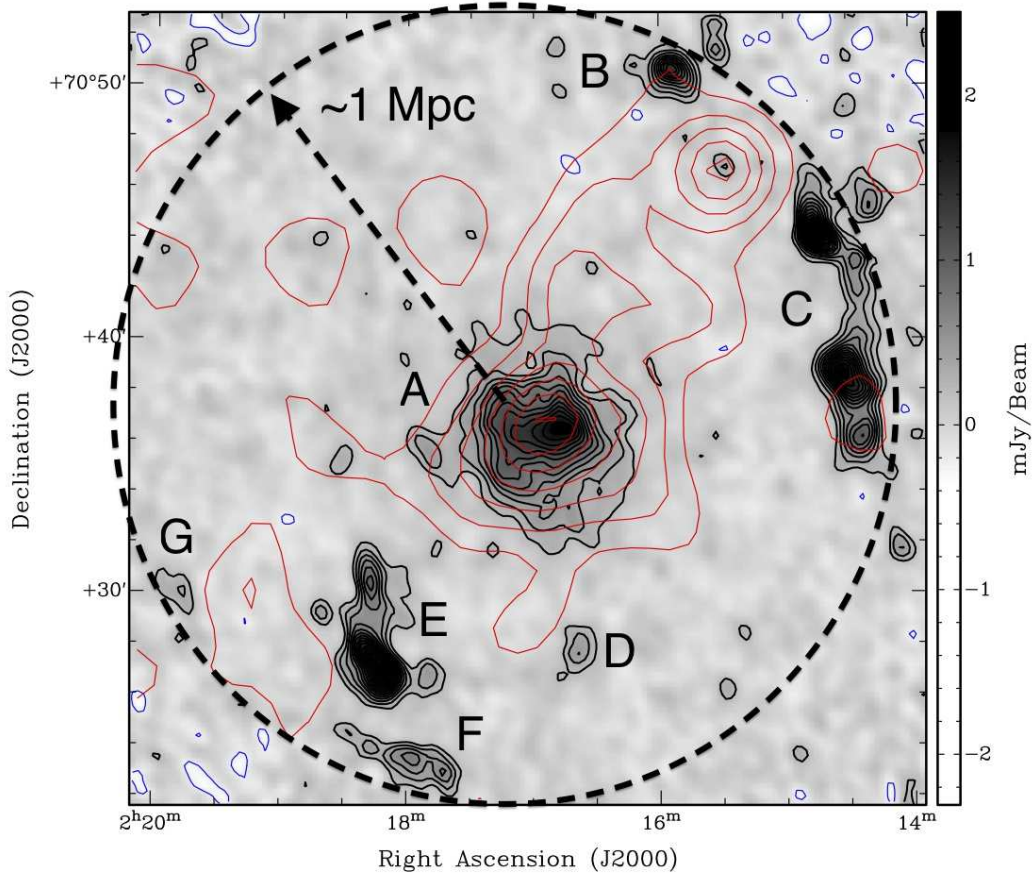 B
+70°50′
~1 Mpc
2
C
1
+40′
A
0
Declination (J2000)
mJy/Beam
G
+30′
−1
E
D
F
−2
2ʰ20ᵐ
18ᵐ
16ᵐ
14ᵐ
Right Ascension (J2000)